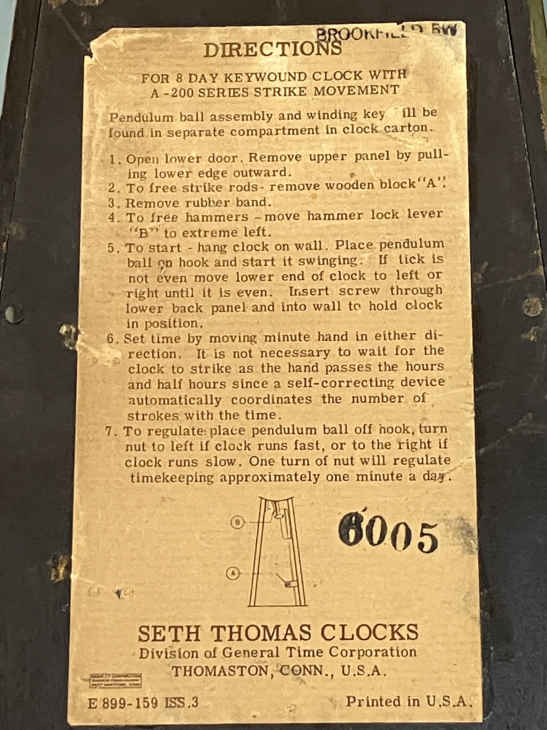 BROOKFIELD BW
DIRECTIONS
FOR 8 DAY KEYWOUND CLOCK WITH
A-200 SERIES STRIKE MOVEMENT
Pendulum ball assembly and winding key ill be
found in separate compartment in clock carton.
1. Open lower door. Remove upper panel by pull-
ing lower edge outward.
2. To free strike rods- remove wooden block "A".
3. Remove rubber band.
4. To free hammers - move hammer lock lever
"B" to extreme left.
5. To start - hang clock on wall. Place pendulum
ball on hook and start it swinging. If tick is
not even move lower end of clock to left or
right until it is even. Insert screw through
lower back panel and into wall to hold clock
in position.
6. Set time by moving minute hand in either di-
rection. It is not necessary to wait for the
clock to strike as the hand passes the hours
and half hours since a self-correcting device
automatically coordinates the number of
strokes with the time.
7. To regulate: place pendulum ball off hook, turn
nut to left if clock runs fast, or to the right if
clock runs slow. One turn of nut will regulate
timekeeping approximately one minute a day.
B
A
6005
SETH THOMAS CLOCKS
Division of General Time Corporation
THOMASTON, CONN., U.S.A.
E 899-159 ISS.3 Printed in U.S.A.